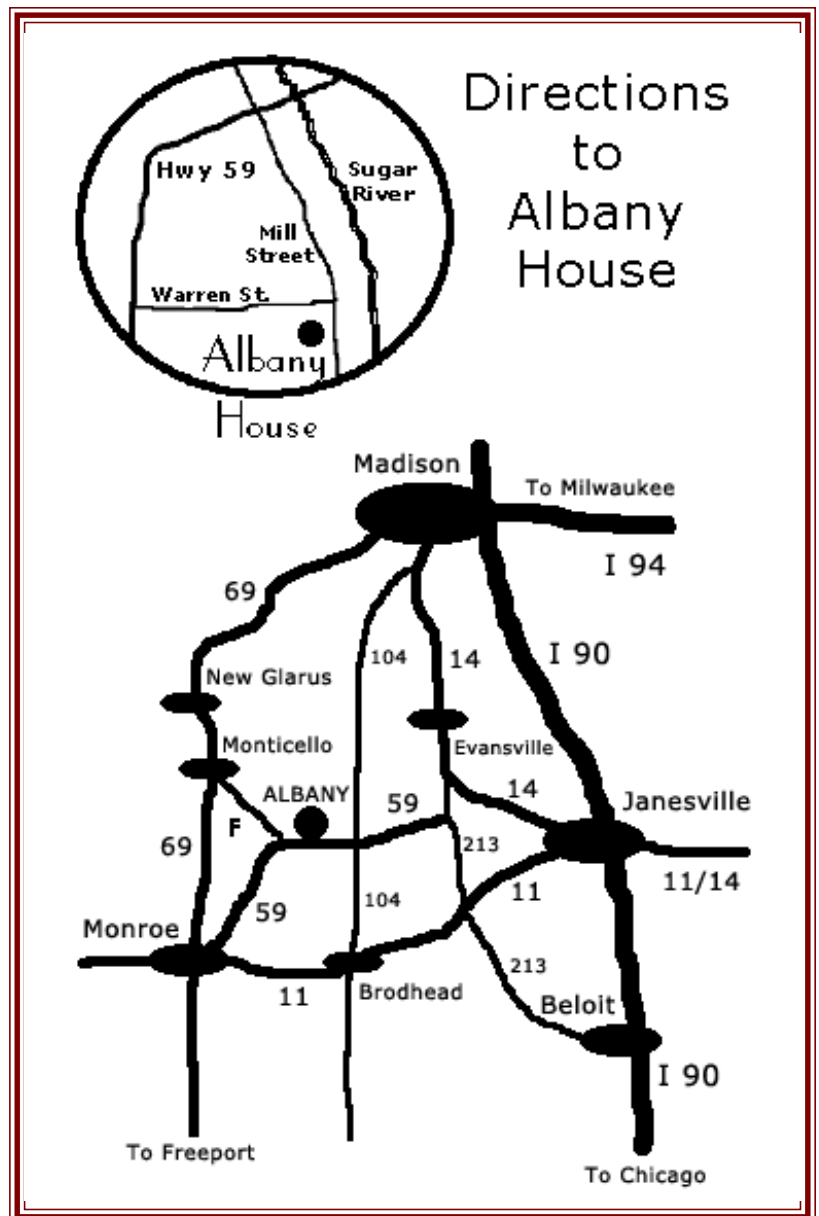 Directions
to
Albany
House
Hwy 59
Sugar
River
Mill
Street
Warren St.
Albany
House
Madison
To Milwaukee
I 94
69
104
14
I 90
New Glarus
Monticello
Evansville
ALBANY
59
14
Janesville
F
69
213
11
11/14
59
104
Monroe
213
11
Brodhead
Beloit
I 90
To Freeport
To Chicago